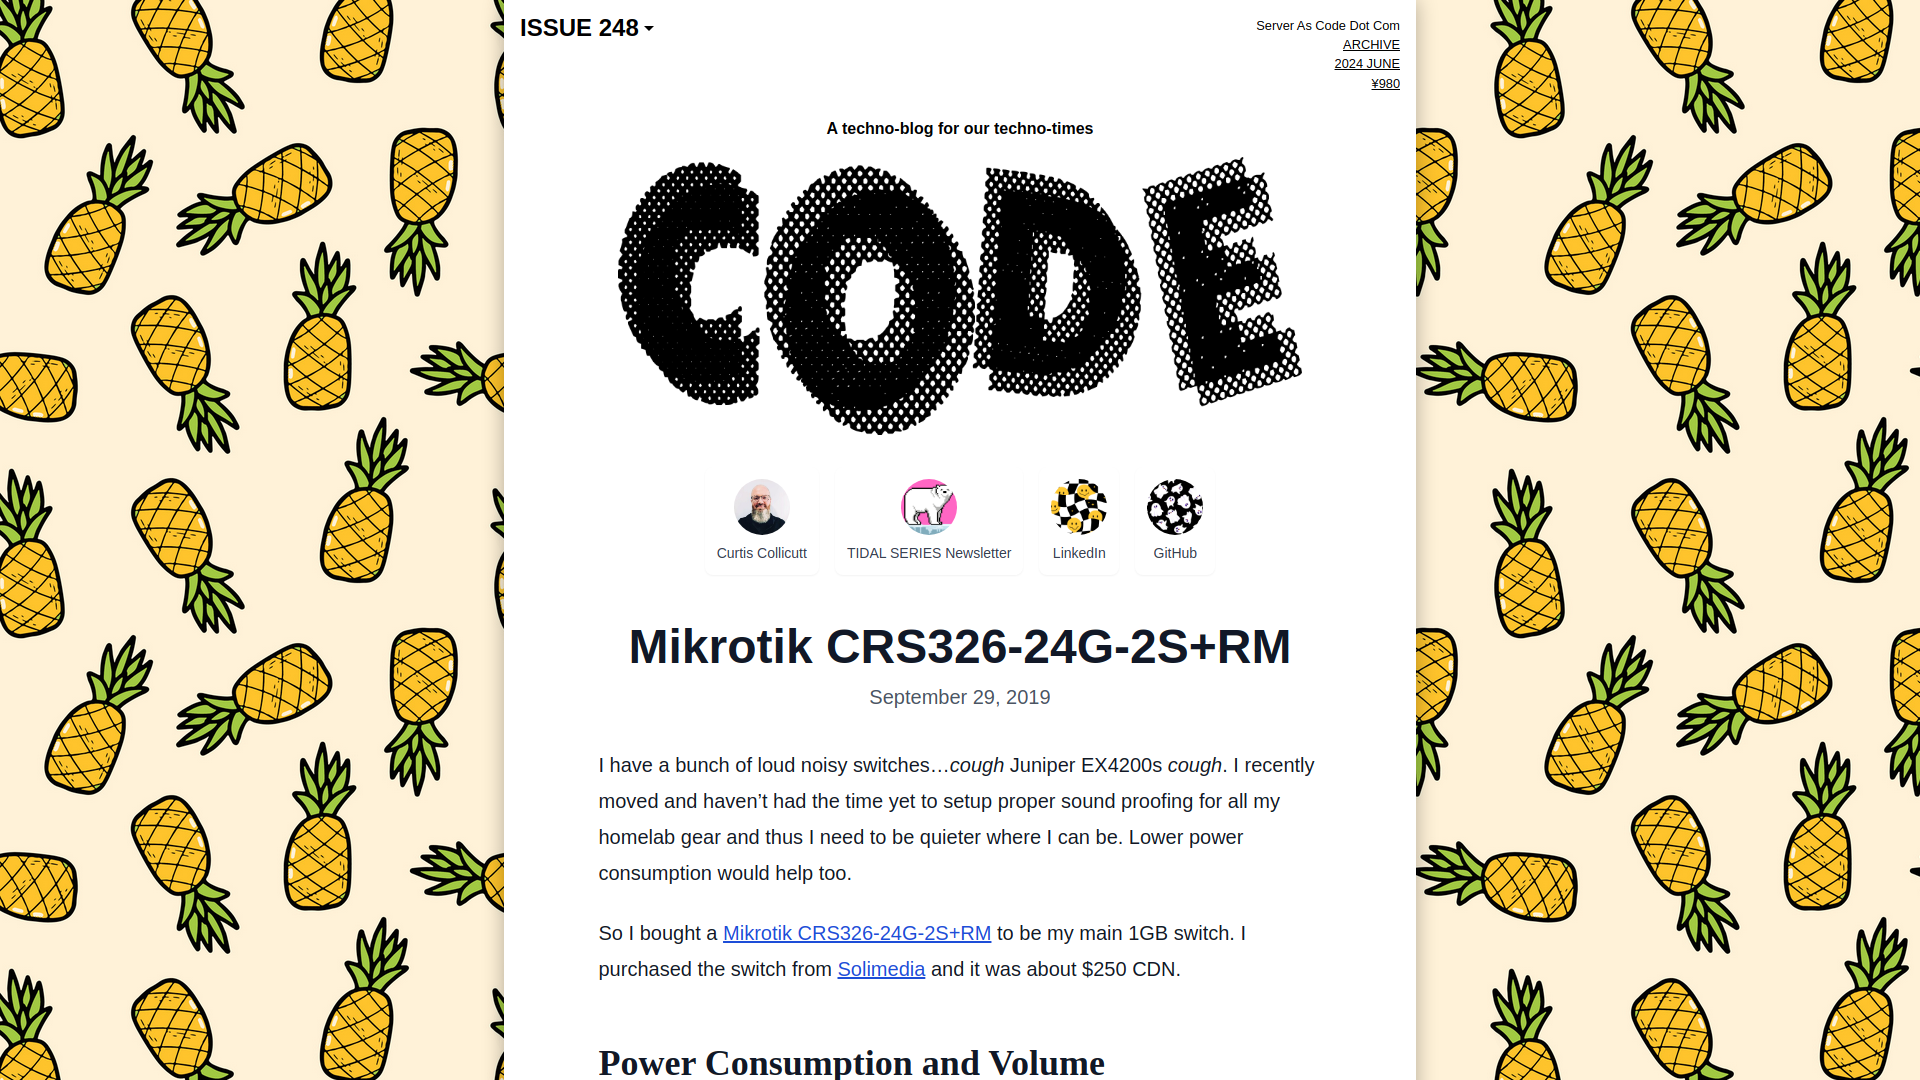 ISSUE 248
Server As Code Dot Com
ARCHIVE
2024 JUNE
¥980
A techno-blog for our techno-times
CODE
Curtis Collicutt
TIDAL SERIES Newsletter
LinkedIn
GitHub
Mikrotik CRS326-24G-2S+RM
September 29, 2019
I have a bunch of loud noisy switches…cough Juniper EX4200s cough. I recently
moved and haven’t had the time yet to setup proper sound proofing for all my
homelab gear and thus I need to be quieter where I can be. Lower power
consumption would help too.
So I bought a Mikrotik CRS326-24G-2S+RM to be my main 1GB switch. I
purchased the switch from Solimedia and it was about $250 CDN.
Power Consumption and Volume